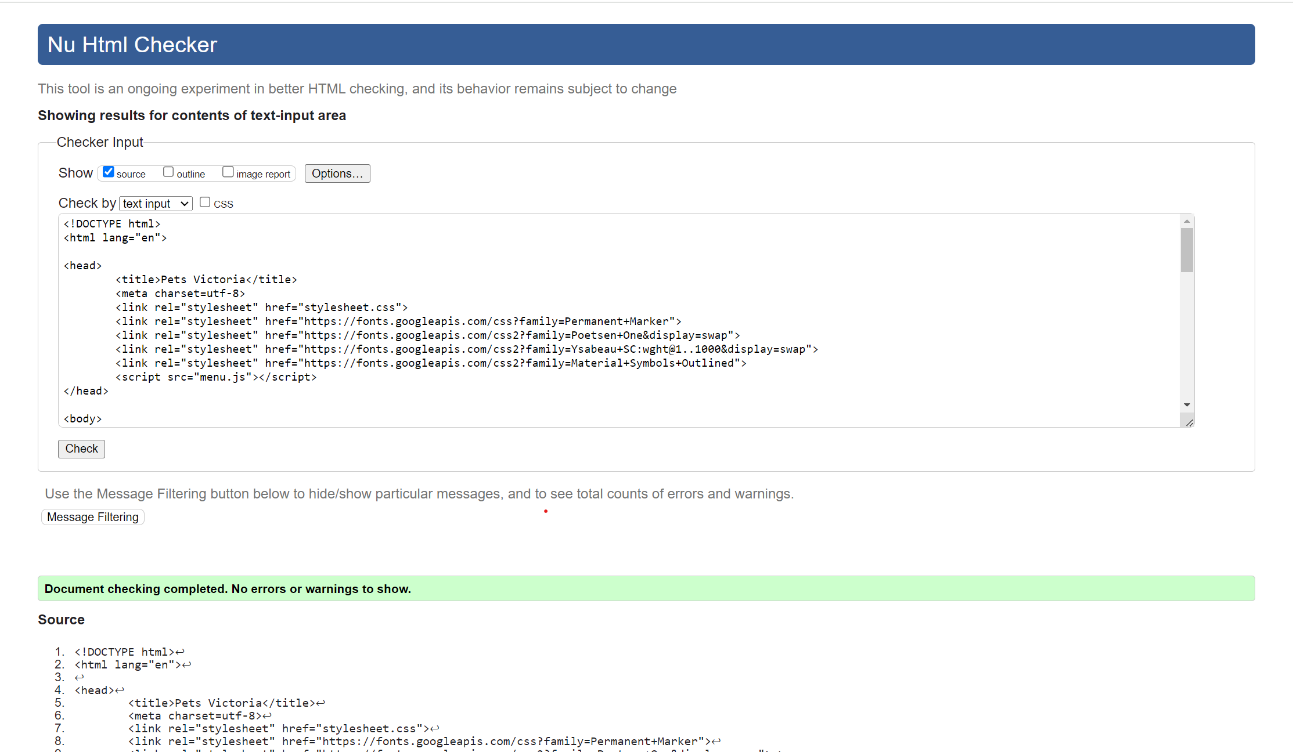 Nu Html Checker
This tool is an ongoing experiment in better HTML checking, and its behavior remains subject to change
Showing results for contents of text-input area
Checker Input
Show source outline image report Options...
Check by text input CSS
<!DOCTYPE html>
<html lang="en">
<head>
<title>Pets Victoria</title>
<meta charset=utf-8>
<link rel="stylesheet" href="stylesheet.css">
<link rel="stylesheet" href="https://fonts.googleapis.com/css?family=Permanent+Marker">
<link rel="stylesheet" href="https://fonts.googleapis.com/css2?family=Poetsen+One&display=swap">
<link rel="stylesheet" href="https://fonts.googleapis.com/css2?family=Ysabeau+SC:wght@1..1000&display=swap">
<link rel="stylesheet" href="https://fonts.googleapis.com/css2?family=Material+Symbols+Outlined">
<script src="menu.js"></script>
</head>
<body>
Check
Use the Message Filtering button below to hide/show particular messages, and to see total counts of errors and warnings.
Message Filtering
Document checking completed. No errors or warnings to show.
Source
1. <!DOCTYPE html>↩
2. <html lang="en">↩
3. ↩
4. <head>↩
5. <title>Pets Victoria</title>↩
6. <meta charset=utf-8>↩
7. <link rel="stylesheet" href="stylesheet.css">↩
8. <link rel="stylesheet" href="https://fonts.googleapis.com/css?family=Permanent+Marker">↩